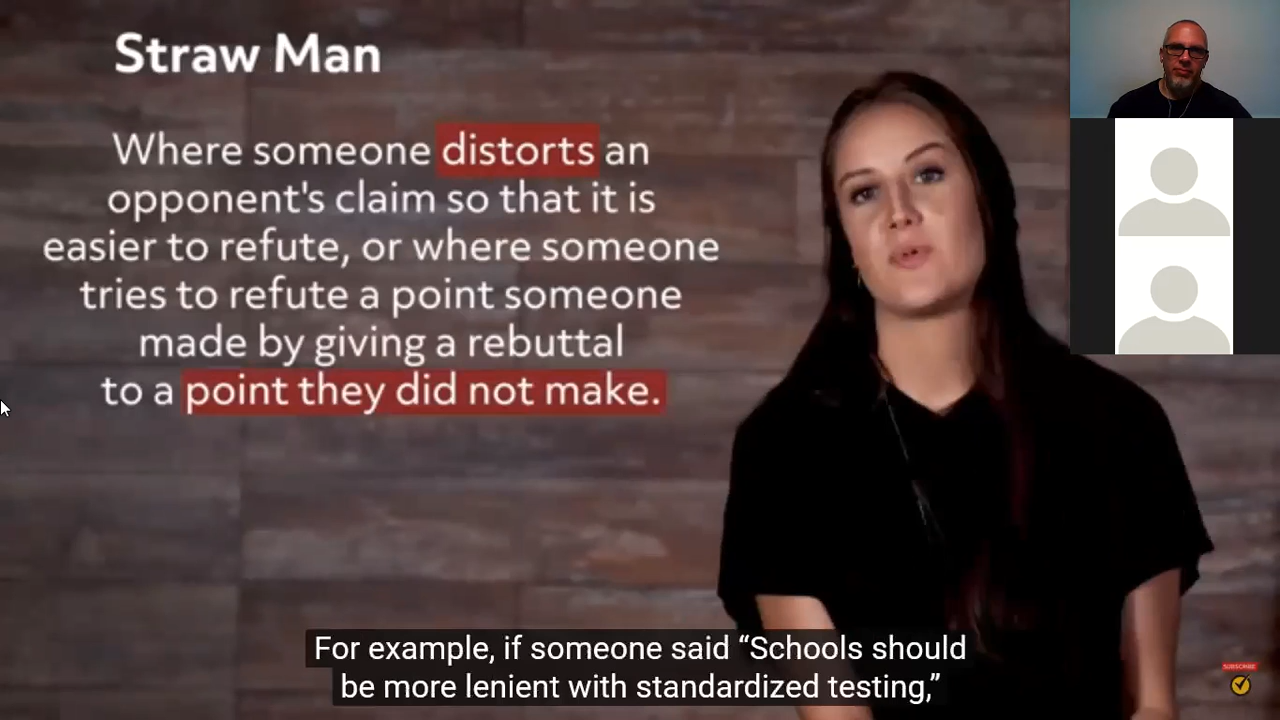 Straw Man
Where someone distorts an
opponent's claim so that it is
easier to refute, or where someone
tries to refute a point someone
made by giving a rebuttal
to a point they did not make.
For example, if someone said “Schools should
be more lenient with standardized testing,”
SUBSCRIBE